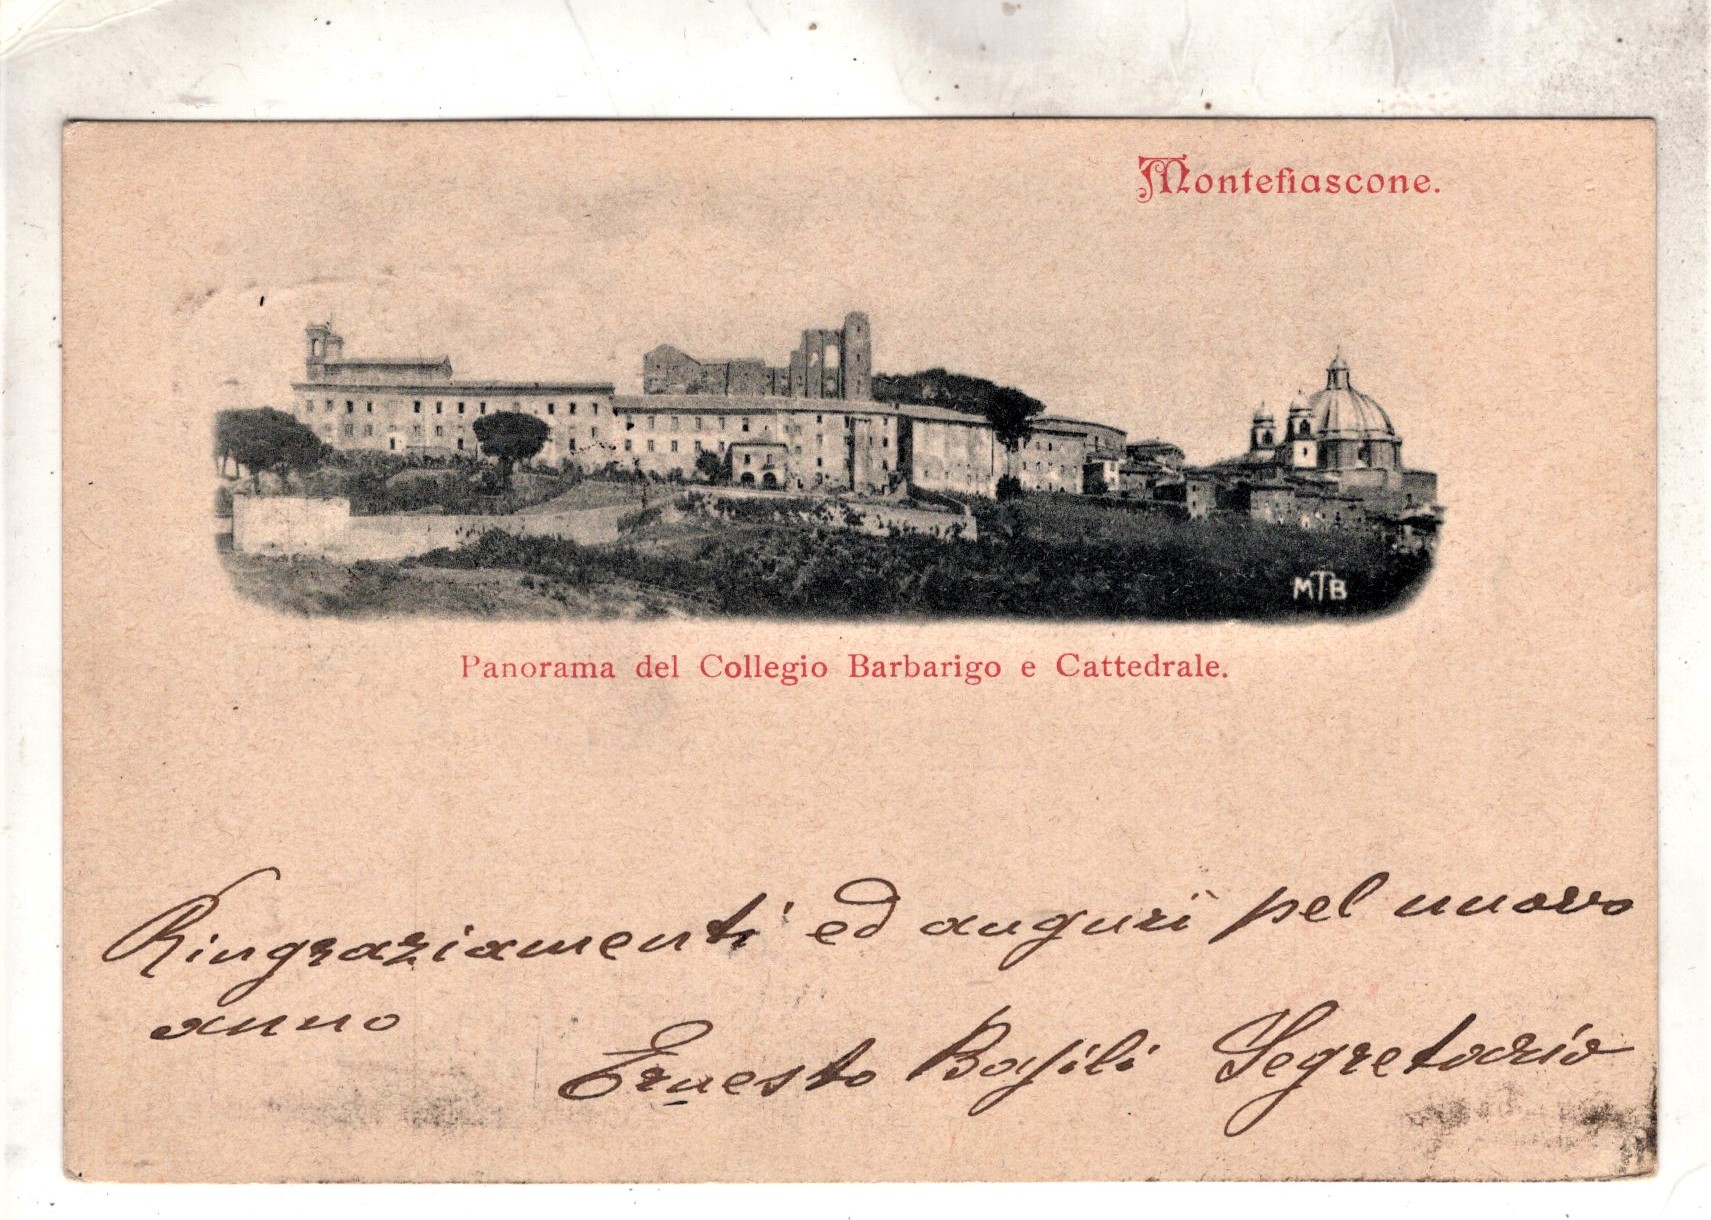 Montefiascone.
MTB
Panorama del Collegio Barbarigo e Cattedrale.
Ringraziamenti ed auguri pel nuovo
anno
Ernesto Basili Segretario